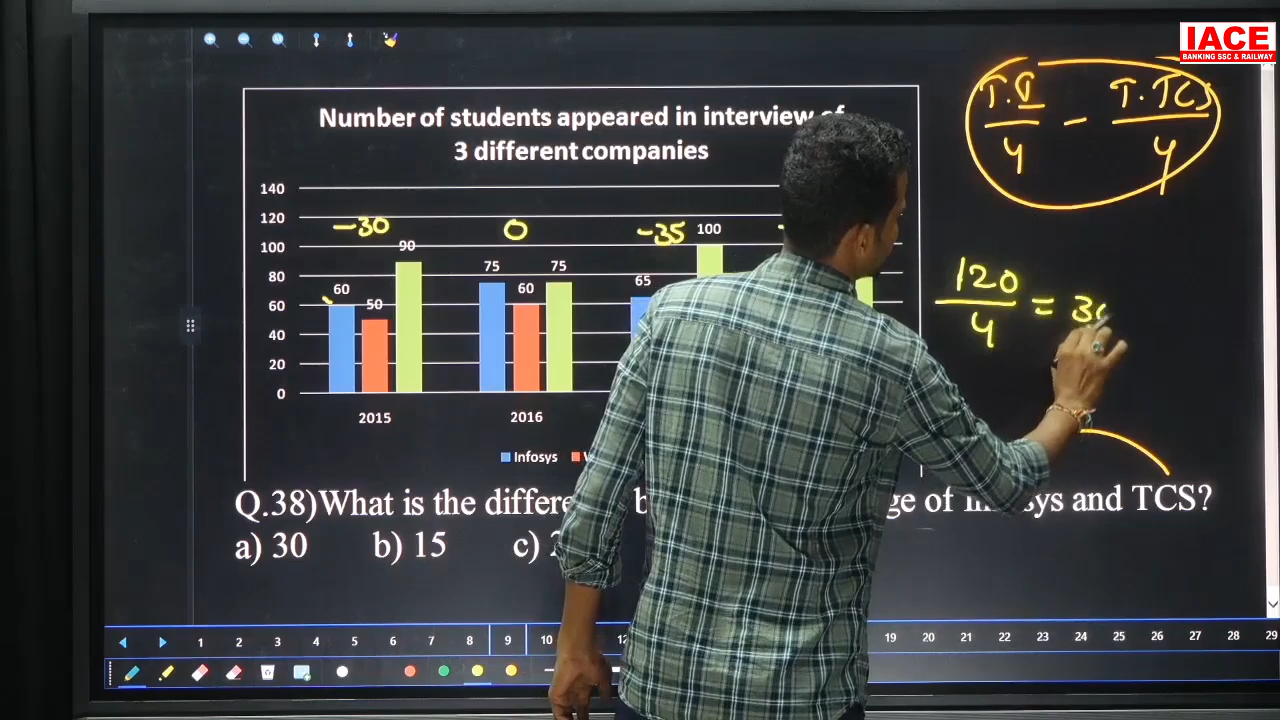 IACE
BANKING SSC & RAILWAY
Number of students appeared in interview of
3 different companies
T.I/4 - T.TCS/4
140
120
100
80
60
40
20
0
-30 0 -35
60 50 90
75 60 75
65 100
2015 2016
Infosys
120/4 = 30
Q.38)What is the of and TCS?
a) 30 b) 15 c)
1 2 3 4 5 6 7 8 9 10 11 19 20 21 22 23 24 25 26 27 28 29